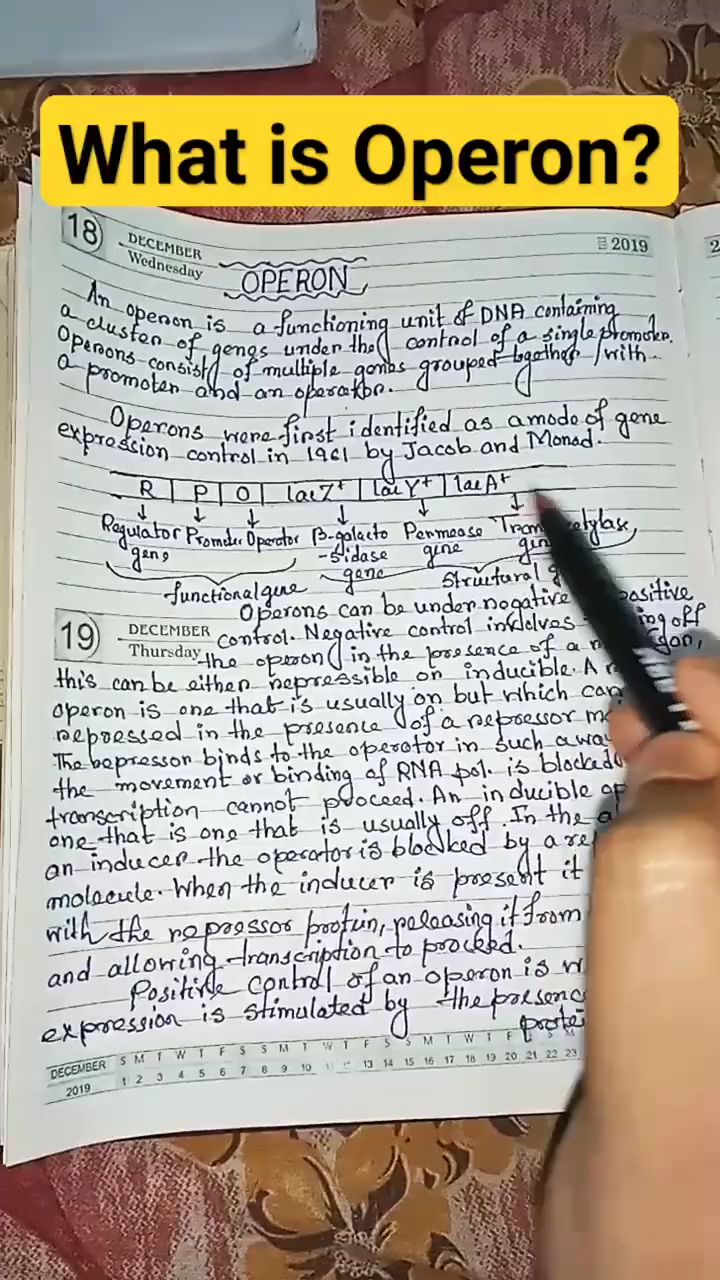 What is Operon?
18 DECEMBER Wednesday
2019
2
OPERON
An operon is a functioning unit of DNA containing
a cluster of genes under the control of a single promoter.
Operons consist of multiple genes grouped together with
a promoter and an operator.
Operons were first identified as a mode of gene
expression control in 1961 by Jacob and Monod.
R P O lac Z+ lac Y+ lac A+
Regulator Promoter Operator β-galacto Permease
gene -sidase gene
gene
functional gene Structural
Operons can be under negative positive
19 DECEMBER Thursday
control. Negative control involves off
the operon in the presence of a
this can be either repressible or inducible. A
operon is one that is usually on but which can
repressed in the presence of a repressor
The repressor binds to the operator in such a way
the movement or binding of RNA pol. is blocked
transcription cannot proceed. An inducible
one that is one that is usually off. In the
an inducer the operator is blocked by a
molecule. When the inducer is present it
with the repressor protein, releasing it from
and allowing transcription to procked.
Positive control of an operon is
expression is stimulated by the presence
DECEMBER 2019
S M T W T F S S M T W T F S S M T W T F S S M
1 2 3 4 5 6 7 8 9 10 13 14 15 16 17 18 19 20 21 22 23